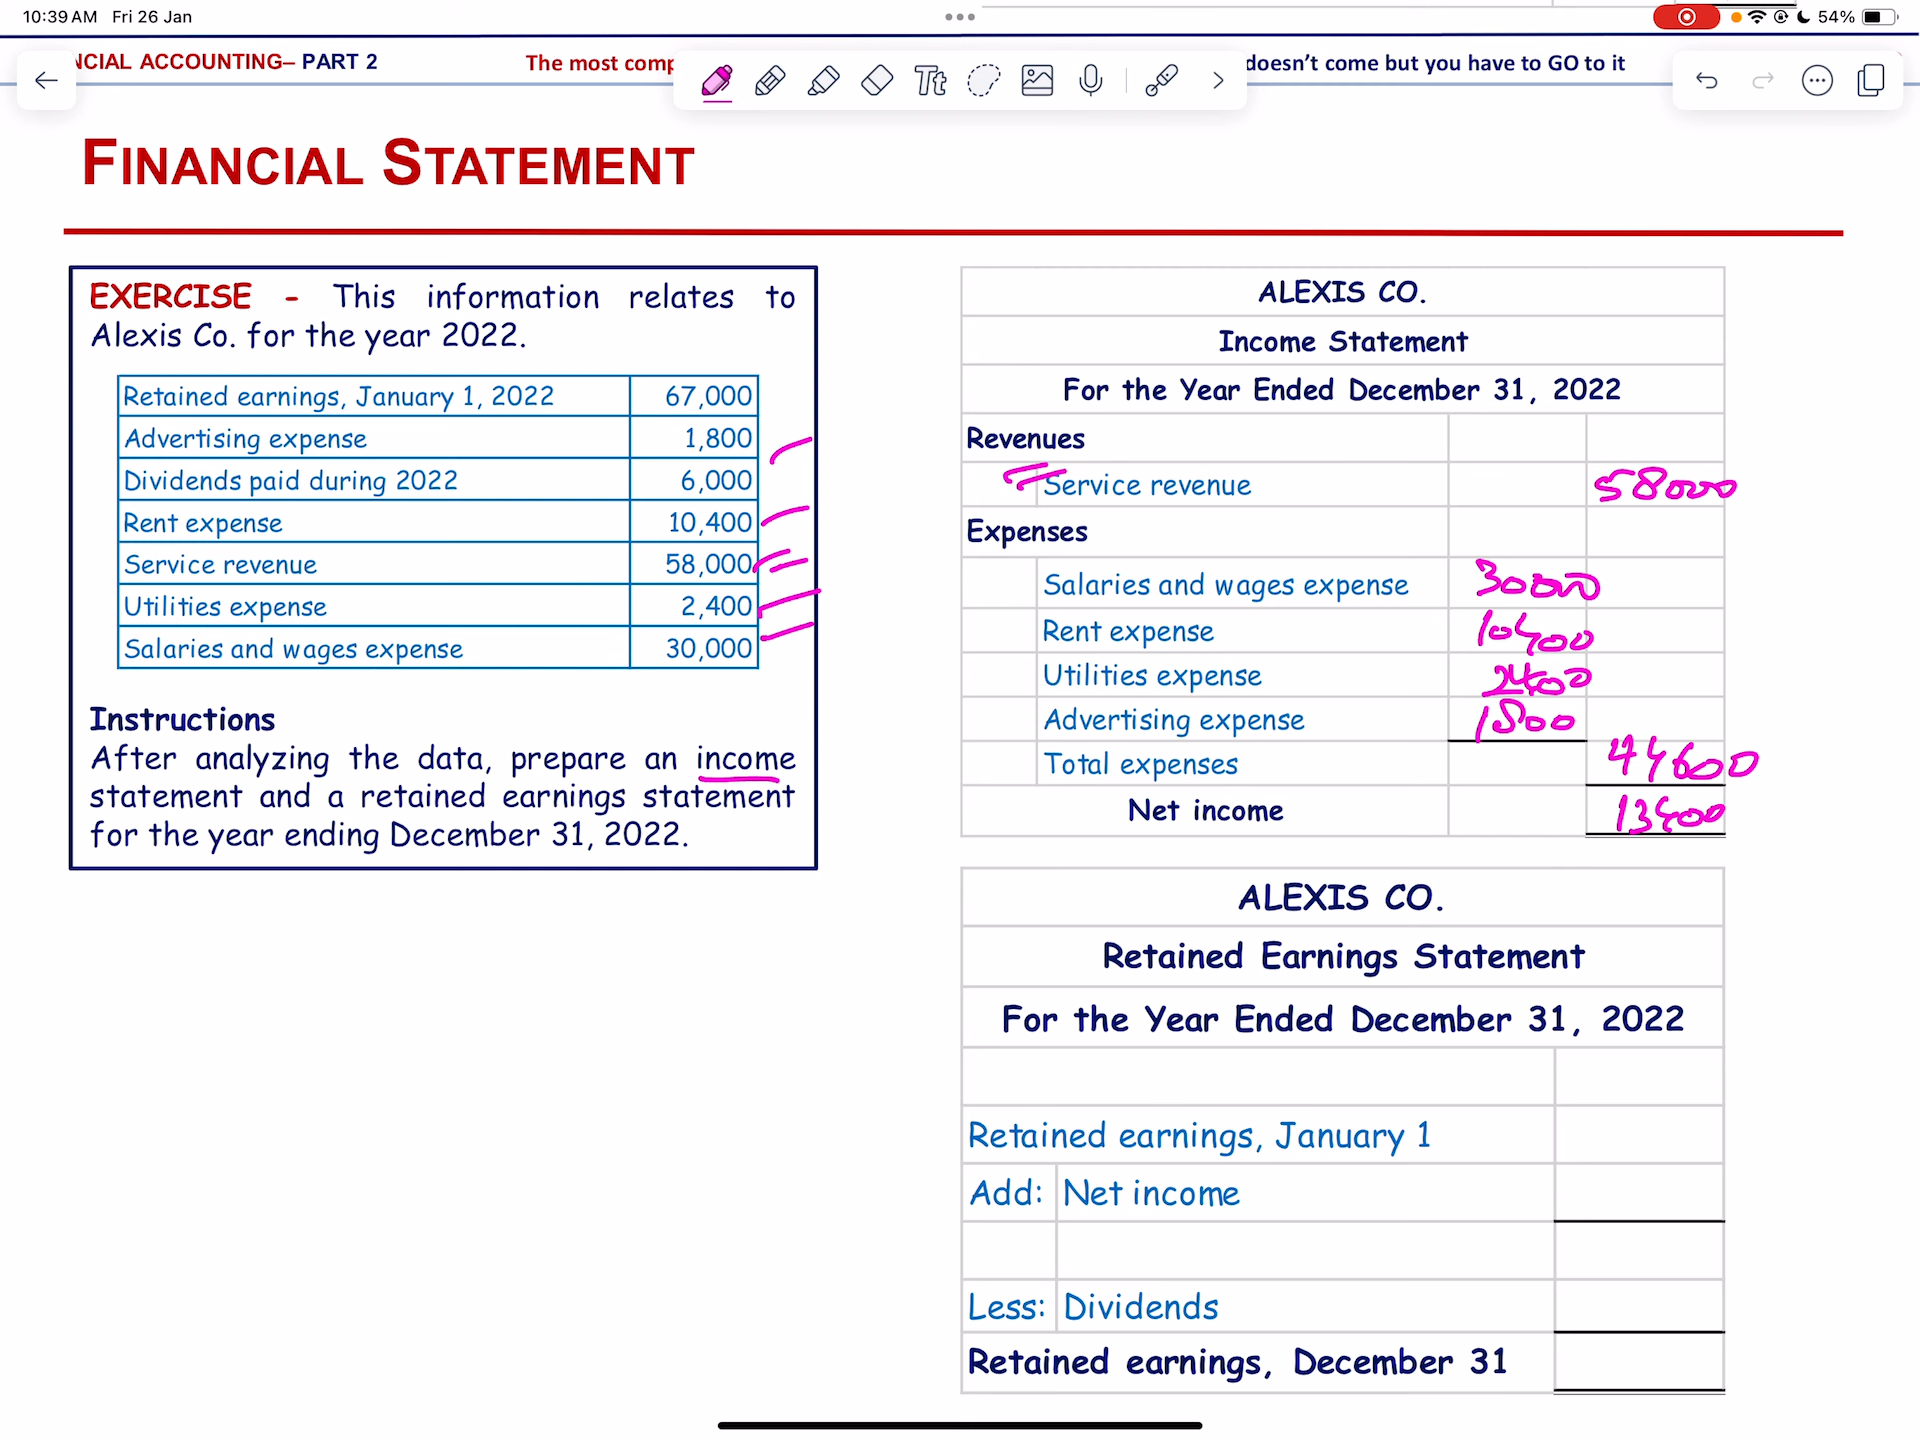 10:39 AM Fri 26 Jan
54%
NCIAL ACCOUNTING– PART 2
The most comp
doesn't come but you have to GO to it
Tt
FINANCIAL STATEMENT
EXERCISE - This information relates to
Alexis Co. for the year 2022.
Retained earnings, January 1, 2022 67,000
Advertising expense 1,800
Dividends paid during 2022 6,000
Rent expense 10,400
Service revenue 58,000
Utilities expense 2,400
Salaries and wages expense 30,000
Instructions
After analyzing the data, prepare an income
statement and a retained earnings statement
for the year ending December 31, 2022.
ALEXIS CO.
Income Statement
For the Year Ended December 31, 2022
Revenues
Service revenue 58000
Expenses
Salaries and wages expense 30000
Rent expense 10400
Utilities expense 2400
Advertising expense 1800
Total expenses 44600
Net income 13400
ALEXIS CO.
Retained Earnings Statement
For the Year Ended December 31, 2022
Retained earnings, January 1
Add: Net income
Less: Dividends
Retained earnings, December 31